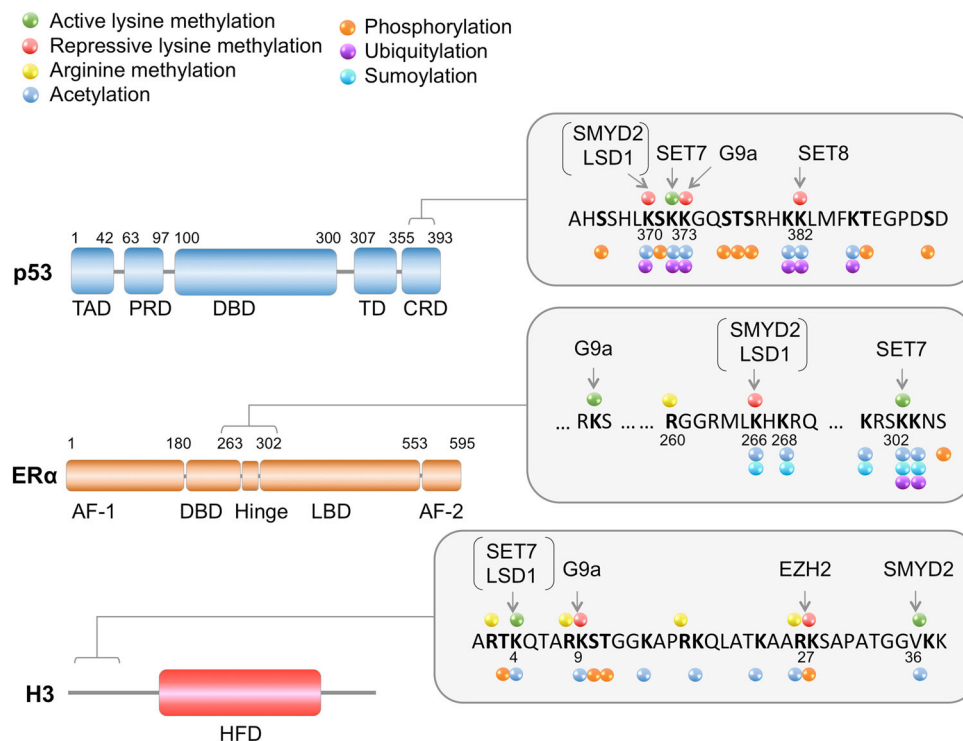 Active lysine methylation
Repressive lysine methylation
Arginine methylation
Acetylation
Phosphorylation
Ubiquitylation
Sumoylation
SMYD2
LSD1
SET7
G9a
SET8
AHSSHLKSKKGQSTSRHKKLMFKTEGPDSD
370 373 382
1 42 63 97 100 300 307 355 393
p53
TAD PRD DBD TD CRD
G9a
SMYD2
LSD1
SET7
... RKS ... ... RGGRMLKHKRQ ... KRSKKNS
260 266 268 302
1 180 263 302 553 595
ERα
AF-1 DBD Hinge LBD AF-2
SET7
LSD1
G9a
EZH2
SMYD2
ARTKQTARKSTGGKAPRKQLATKAARKSAPATGGVKK
4 9 27 36
H3
HFD